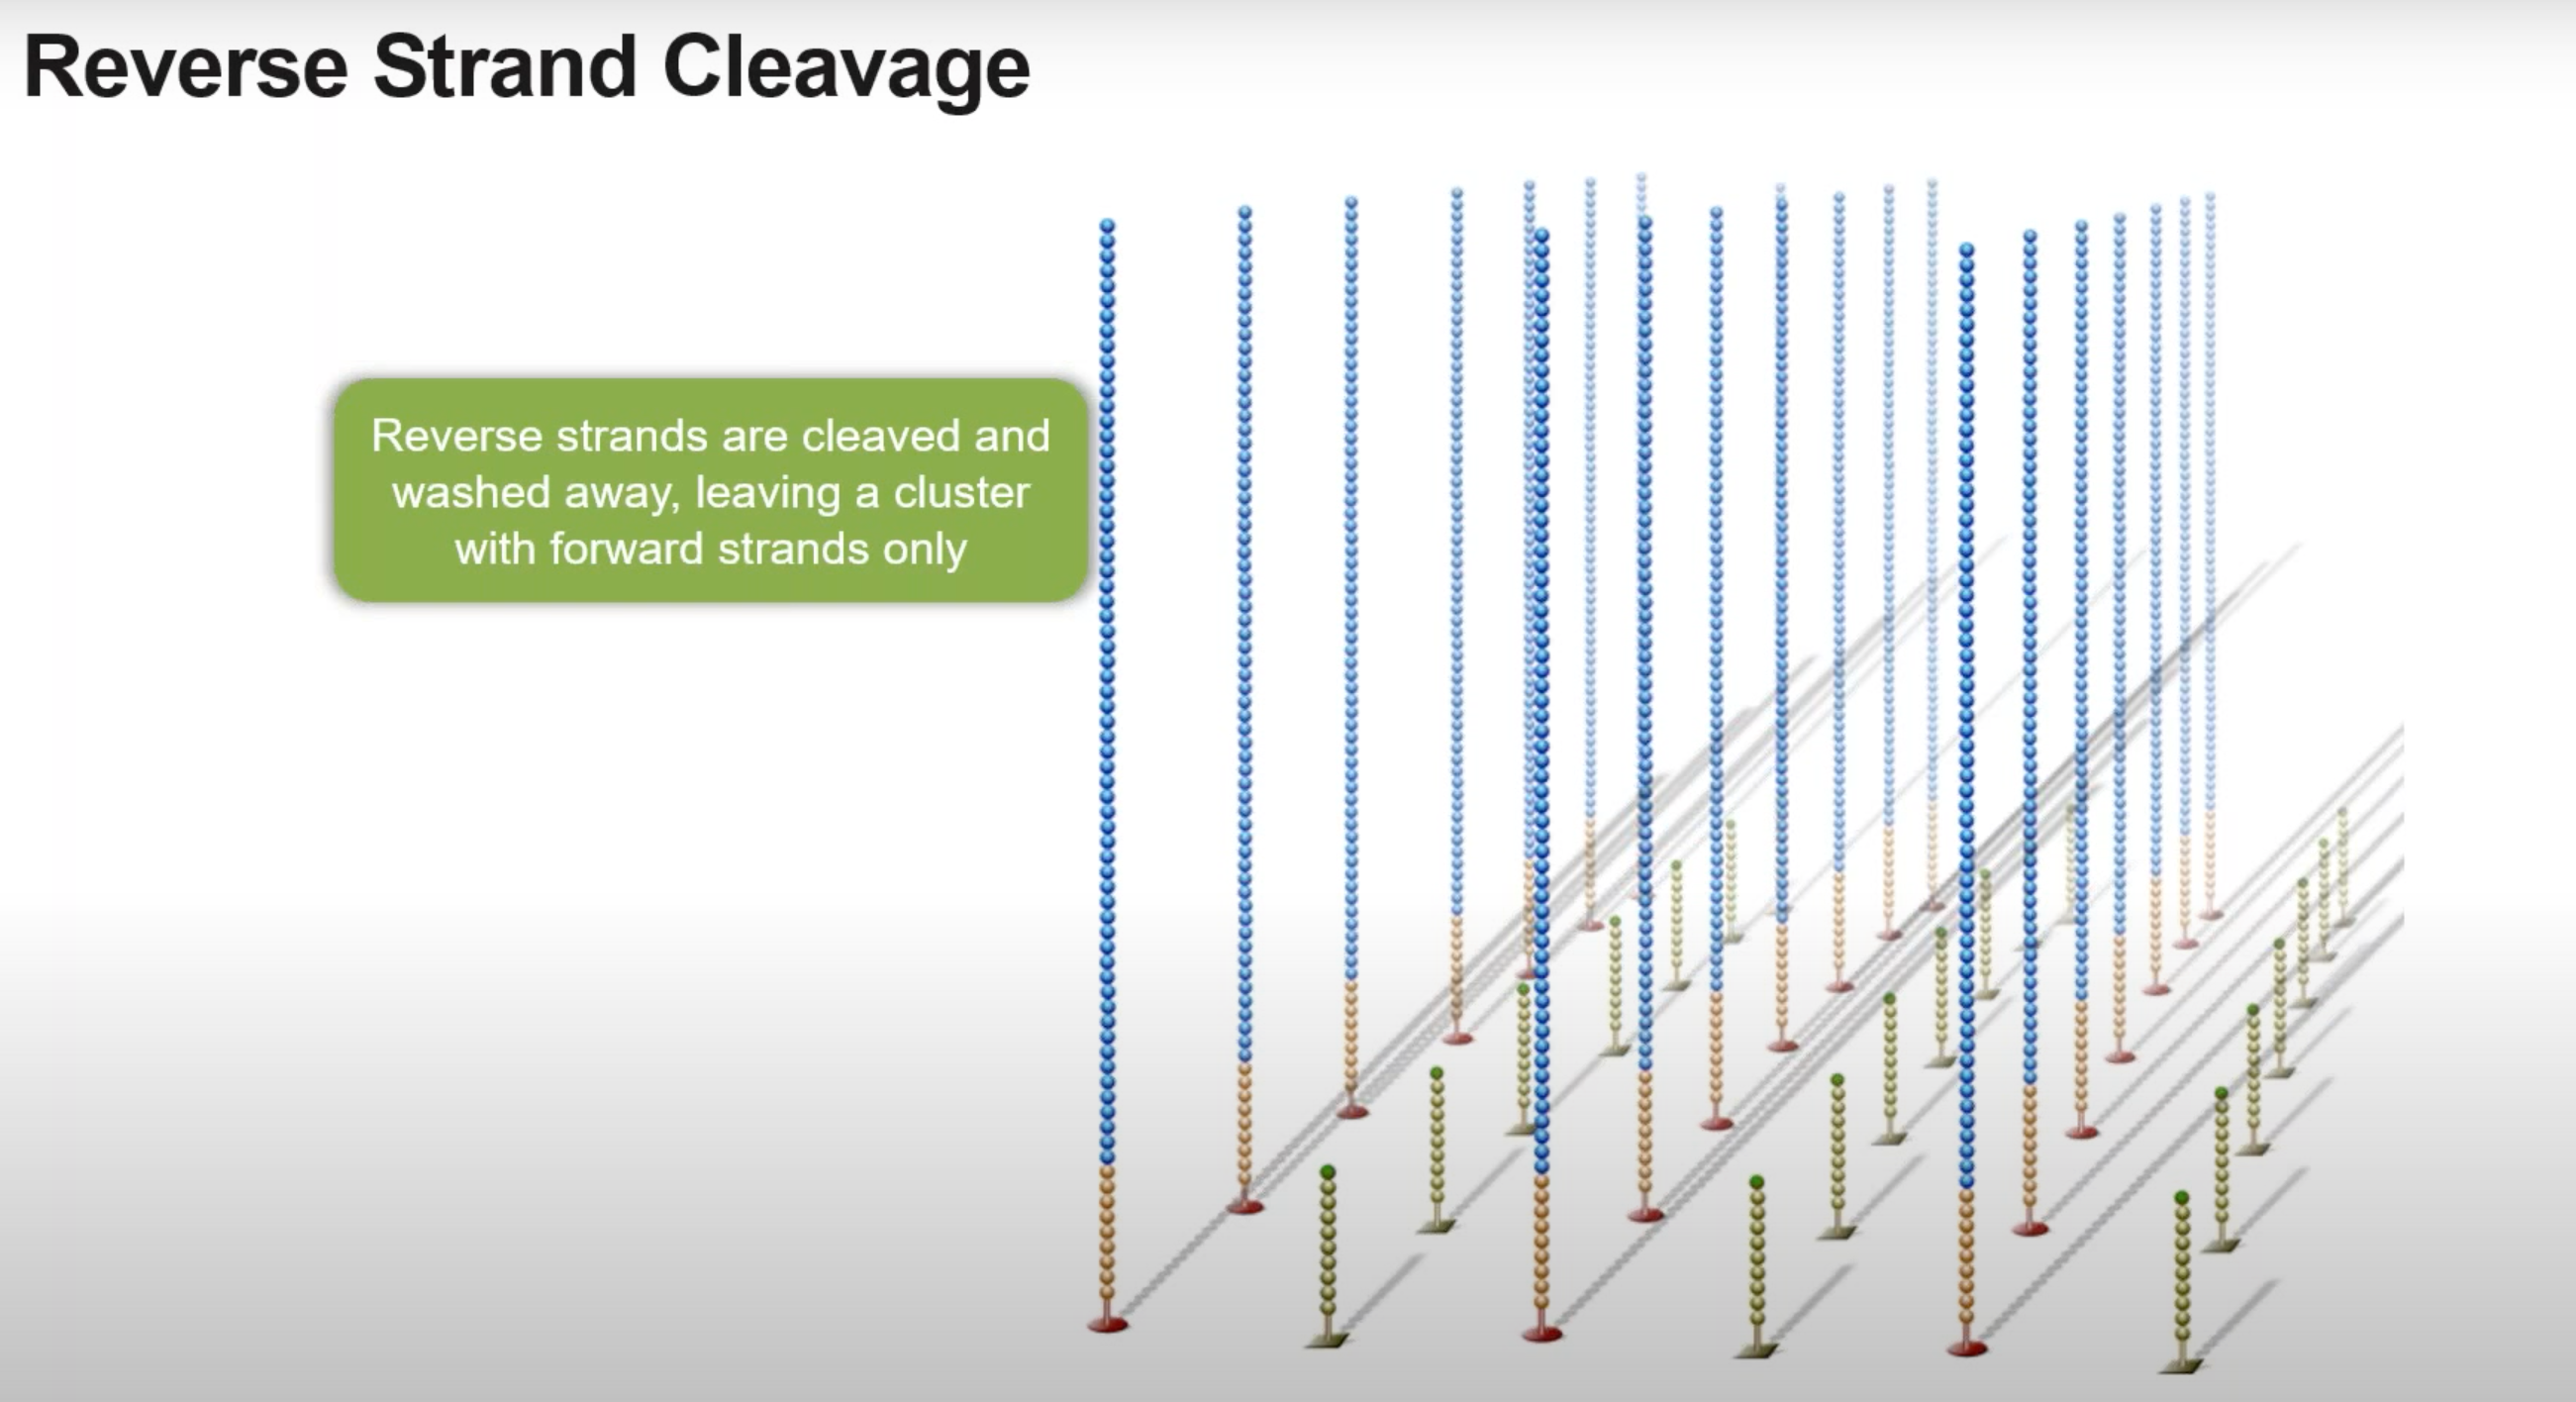 Reverse Strand Cleavage
Reverse strands are cleaved and
washed away, leaving a cluster
with forward strands only